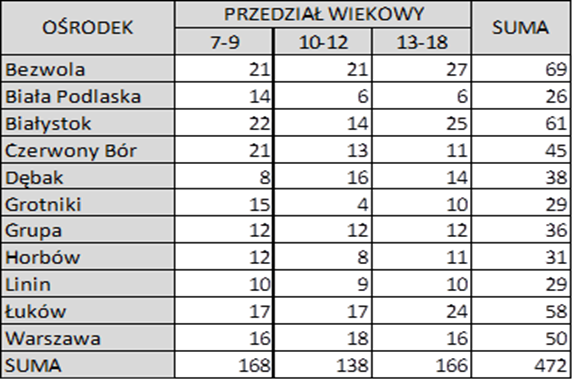 OŚRODEK PRZEDZIAŁ WIEKOWY SUMA
7-9 10-12 13-18
Bezwola 21 21 27 69
Biała Podlaska 14 6 6 26
Białystok 22 14 25 61
Czerwony Bór 21 13 11 45
Dębak 8 16 14 38
Grotniki 15 4 10 29
Grupa 12 12 12 36
Horbów 12 8 11 31
Linin 10 9 10 29
Łuków 17 17 24 58
Warszawa 16 18 16 50
SUMA 168 138 166 472